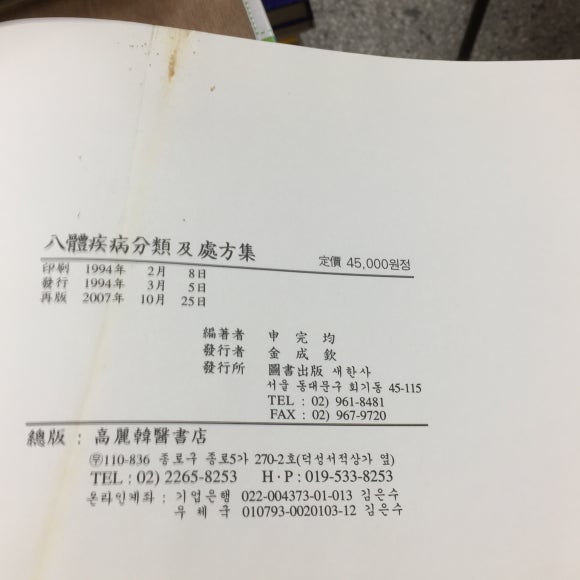 八體疾病分類 及 處方集
定價 45,000원정
印刷 1994年 2月 8日
發行 1994年 3月 5日
再版 2007年 10月 25日
編著者 申完均
發行者 金成欽
發行所 圖書出版 새한사
서울 동대문구 회기동 45-115
TEL : 02) 961-8481
FAX : 02) 967-9720
總版 : 高麗韓醫書店
㉾110-836 종로구 종로5가 270-2호(덕성서적상가 옆)
TEL : 02) 2265-8253 H·P : 019-533-8253
온라인계좌 : 기업은행 022-004373-01-013 김은수
우 체 국 010793-0020103-12 김은수